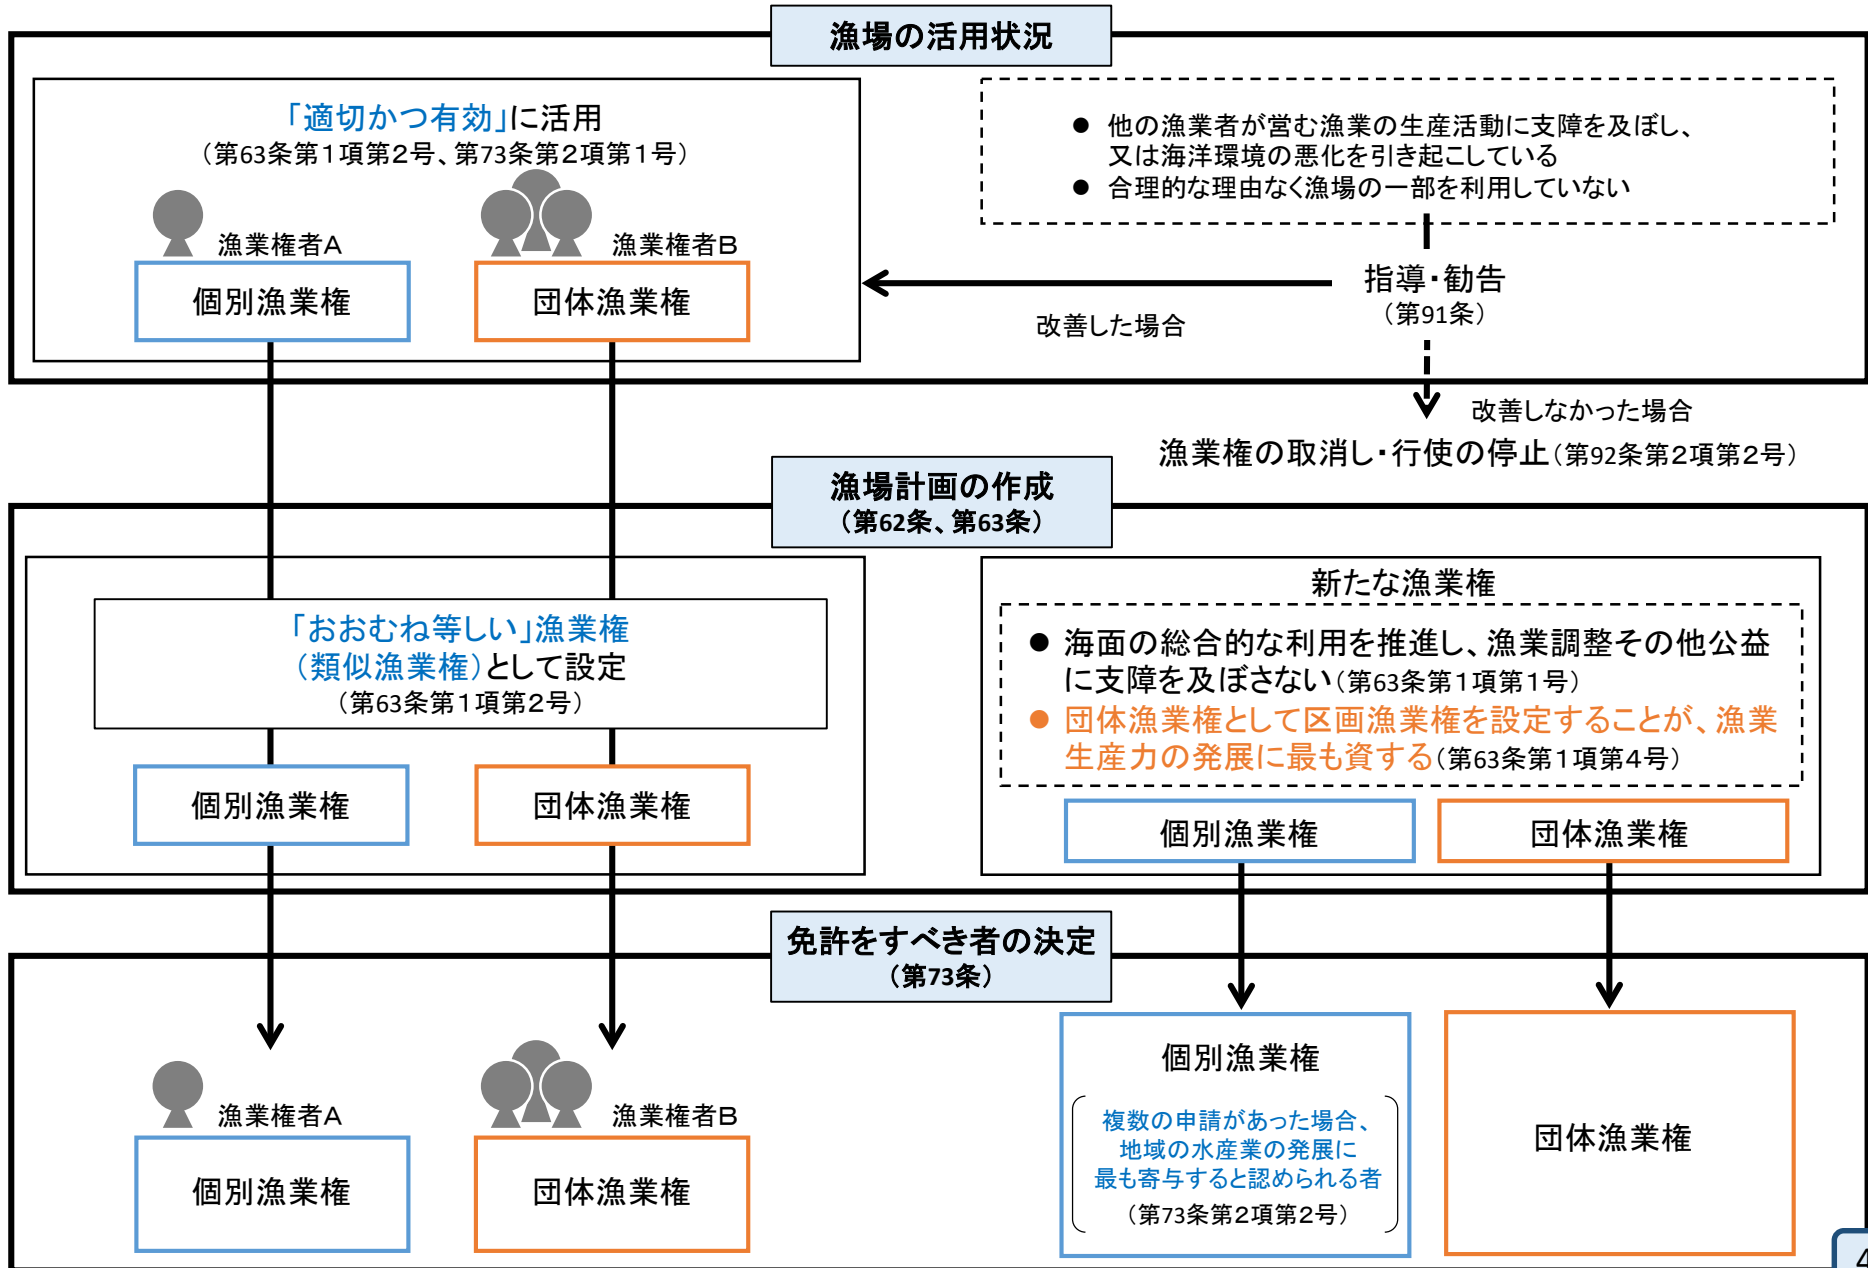 漁場の活用状況
「適切かつ有効」に活用
（第63条第1項第2号、第73条第2項第1号）
漁業権者A
漁業権者B
個別漁業権
団体漁業権
● 他の漁業者が営む漁業の生産活動に支障を及ぼし、
又は海洋環境の悪化を引き起こしている
● 合理的な理由なく漁場の一部を利用していない
指導・勧告
（第91条）
改善した場合
改善しなかった場合
漁業権の取消し・行使の停止（第92条第2項第2号）
漁場計画の作成
（第62条、第63条）
「おおむね等しい」漁業権
（類似漁業権）として設定
（第63条第1項第2号）
個別漁業権
団体漁業権
新たな漁業権
● 海面の総合的な利用を推進し、漁業調整その他公益
に支障を及ぼさない（第63条第1項第1号）
● 団体漁業権として区画漁業権を設定することが、漁業
生産力の発展に最も資する（第63条第1項第4号）
個別漁業権
団体漁業権
免許をすべき者の決定
（第73条）
漁業権者A
漁業権者B
個別漁業権
団体漁業権
個別漁業権
複数の申請があった場合、
地域の水産業の発展に
最も寄与すると認められる者
（第73条第2項第2号）
団体漁業権
4